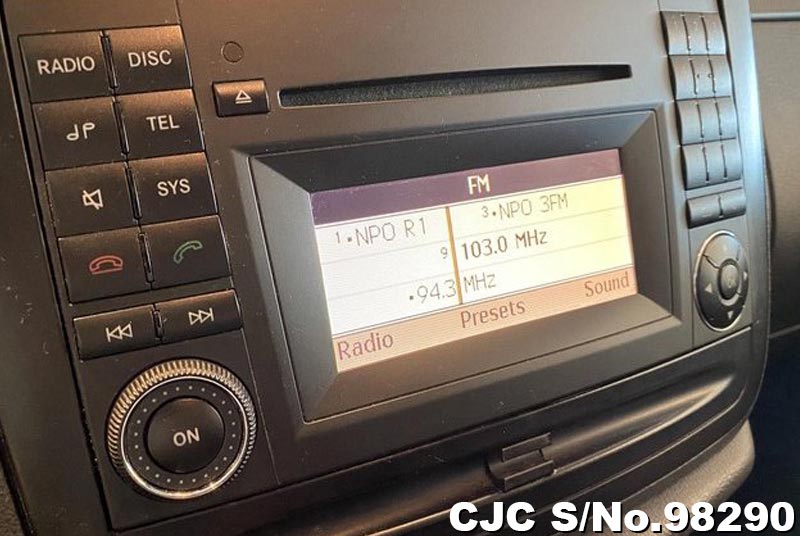 RADIO DISC
TEL
SYS
ON
FM
1•NPO R1 3•NPO 3FM
9 103.0 MHz
•94.3 MHz
Radio Presets Sound
CJC S/No.98290